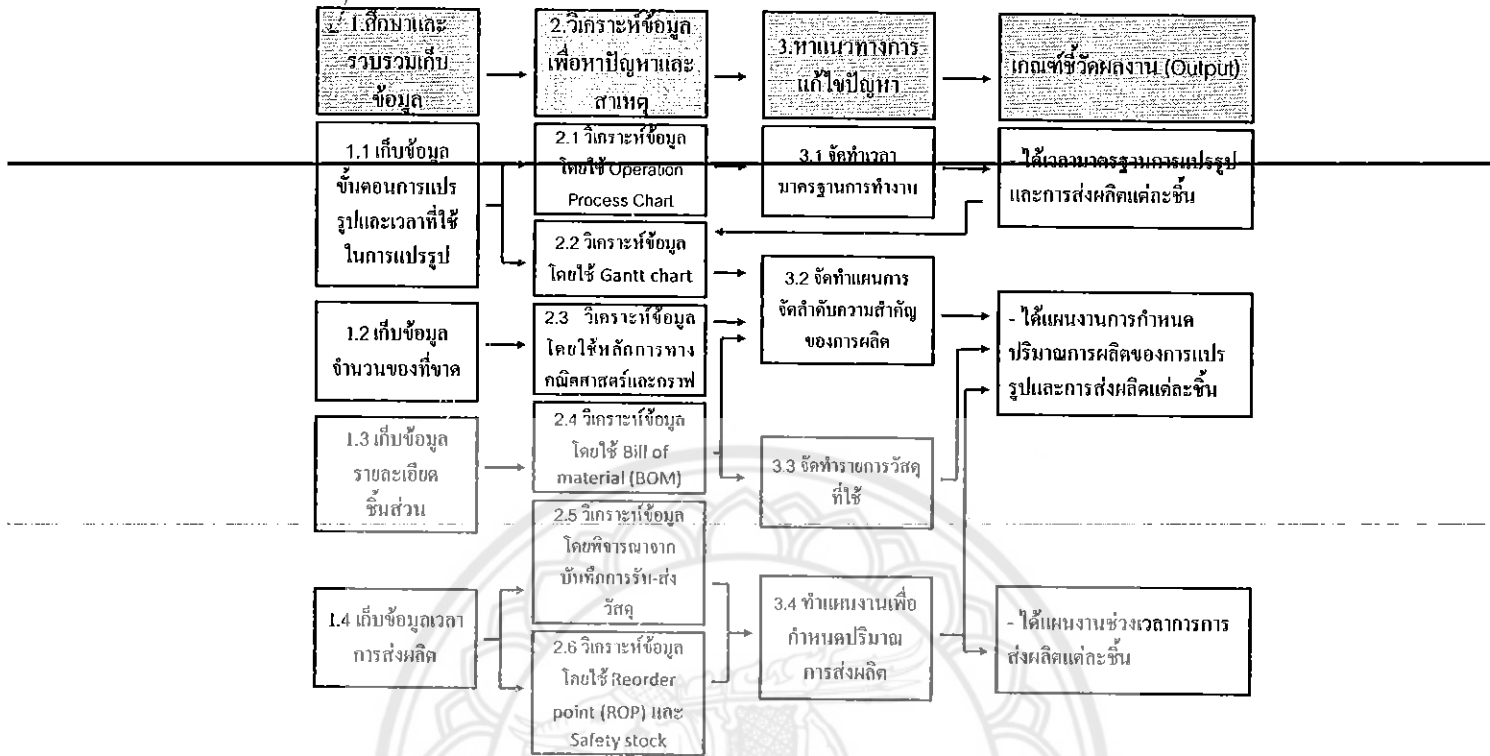 1.ศึกษาและ
รวบรวมเก็บ
ข้อมูล
2.วิเคราะห์ข้อมูล
เพื่อหาปัญหาและ
สาเหตุ
3.หาแนวทางการ
แก้ไขปัญหา
เกณฑ์ชี้วัดผลงาน (Output)
1.1 เก็บข้อมูล
ขั้นตอนการแปร
รูปและเวลาที่ใช้
ในการแปรรูป
2.1 วิเคราะห์ข้อมูล
โดยใช้ Operation
Process Chart
3.1 จัดทำเวลา
มาตรฐานการทำงาน
- ได้เวลามาตรฐานการแปรรูป
และการส่งผลิตแต่ละชิ้น
2.2 วิเคราะห์ข้อมูล
โดยใช้ Gantt chart
3.2 จัดทำแผนการ
จัดลำดับความสำคัญ
ของการผลิต
1.2 เก็บข้อมูล
จำนวนของที่ขาด
2.3 วิเคราะห์ข้อมูล
โดยใช้หลักการทาง
คณิตศาสตร์และกราฟ
- ได้แผนงานการกำหนด
ปริมาณการผลิตของการแปร
รูปและการส่งผลิตแต่ละชิ้น
1.3 เก็บข้อมูล
รายละเอียด
ชิ้นส่วน
2.4 วิเคราะห์ข้อมูล
โดยใช้ Bill of
material (BOM)
3.3 จัดทำรายการวัสดุ
ที่ใช้
2.5 วิเคราะห์ข้อมูล
โดยพิจารณาจาก
บันทึกการรับ-ส่ง
วัสดุ
1.4 เก็บข้อมูลเวลา
การส่งผลิต
2.6 วิเคราะห์ข้อมูล
โดยใช้ Reorder
point (ROP) และ
Safety stock
3.4 ทำแผนงานเพื่อ
กำหนดปริมาณ
การส่งผลิต
- ได้แผนงานช่วงเวลาการการ
ส่งผลิตแต่ละชิ้น